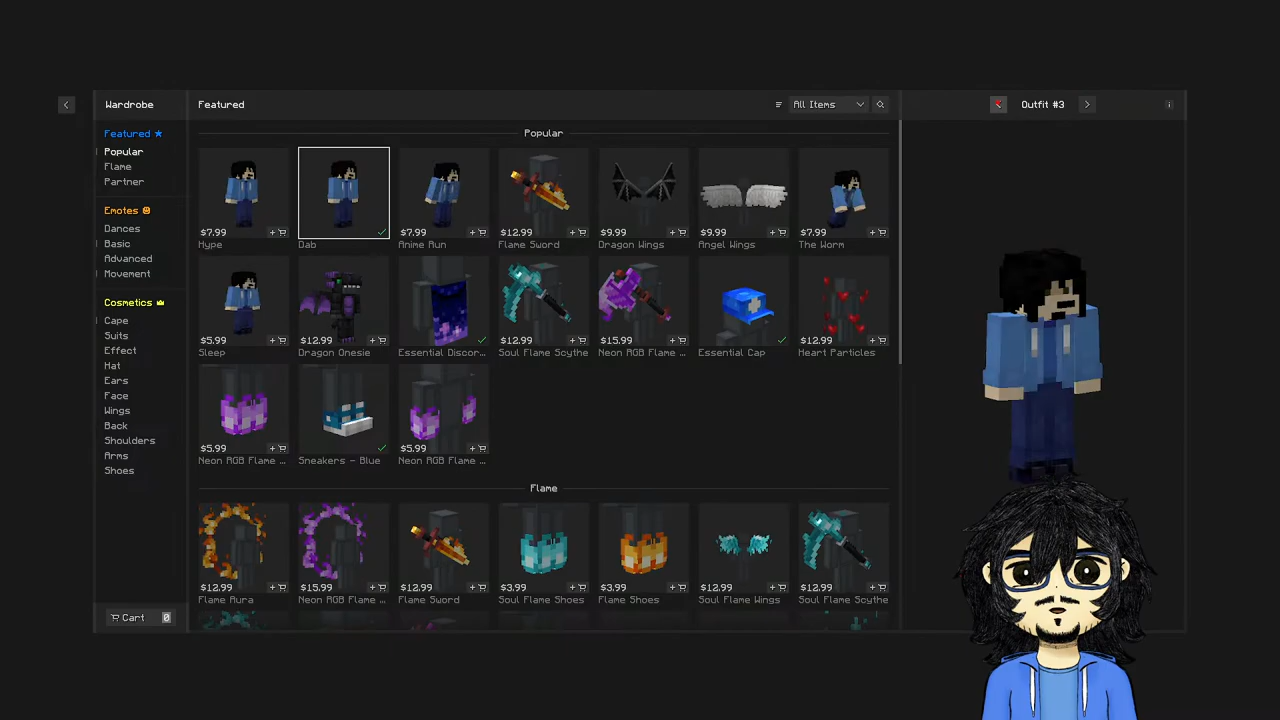 Wardrobe
Featured
All Items
Outfit #3
Featured
Popular
Flame
Partner
Emotes
Dances
Basic
Advanced
Movement
Cosmetics
Cape
Suits
Effect
Hat
Ears
Face
Wings
Back
Shoulders
Arms
Shoes
Cart 0
Popular
$7.99
Hype
Dab
$7.99
Anime Run
$12.99
Flame Sword
$9.99
Dragon Wings
$9.99
Angel Wings
$7.99
The Worm
$5.99
Sleep
$12.99
Dragon Onesie
Essential Discor...
$12.99
Soul Flame Scythe
$15.99
Neon RGB Flame ...
Essential Cap
$12.99
Heart Particles
$5.99
Neon RGB Flame ...
Sneakers - Blue
$5.99
Neon RGB Flame ...
Flame
$12.99
Flame Aura
$15.99
Neon RGB Flame ...
$12.99
Flame Sword
$3.99
Soul Flame Shoes
$3.99
Flame Shoes
$12.99
Soul Flame Wings
$12.99
Soul Flame Scythe